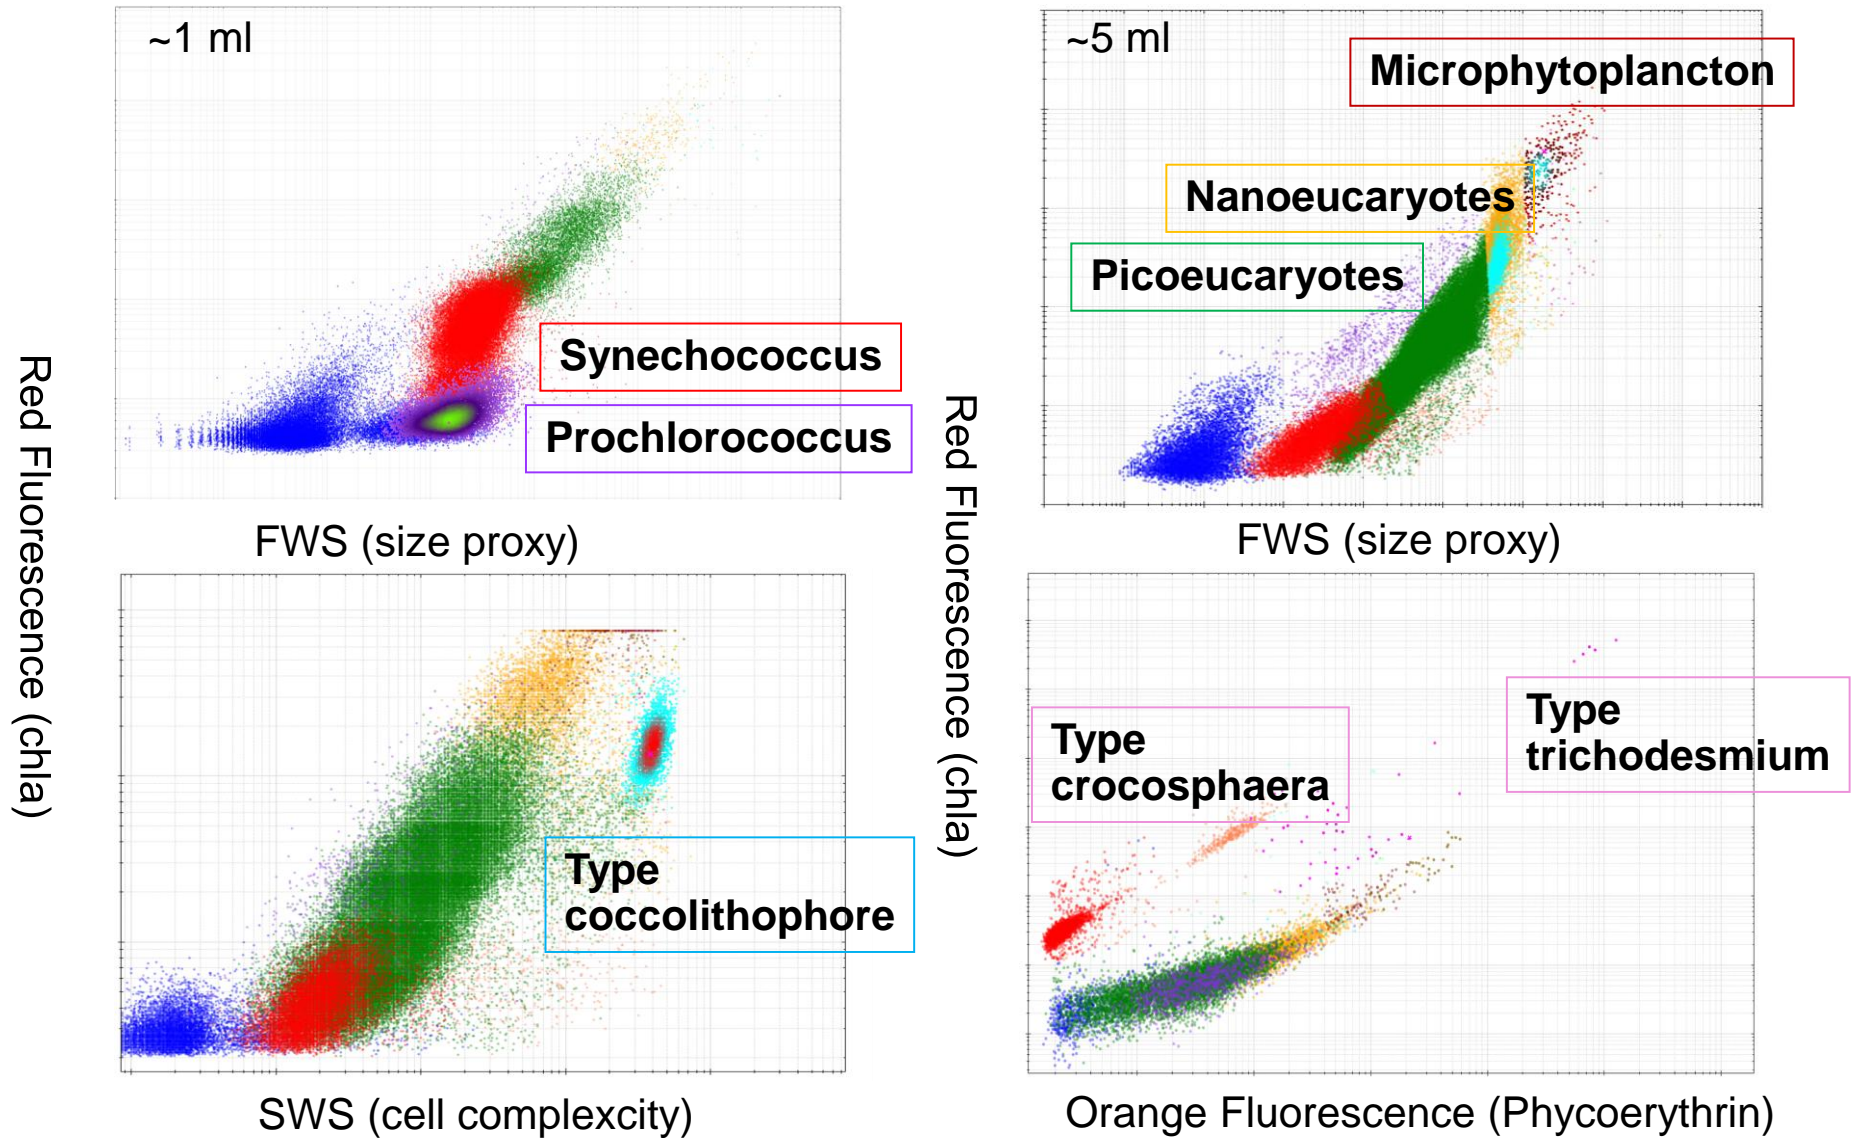 ~1 ml
Synechococcus
Prochlorococcus
Red Fluorescence (chla)
FWS (size proxy)
~5 ml
Microphytoplancton
Nanoeucaryotes
Picoeucaryotes
Red Fluorescence (chla)
FWS (size proxy)
Type
coccolithophore
SWS (cell complexcity)
Type
crocosphaera
Type
trichodesmium
Orange Fluorescence (Phycoerythrin)